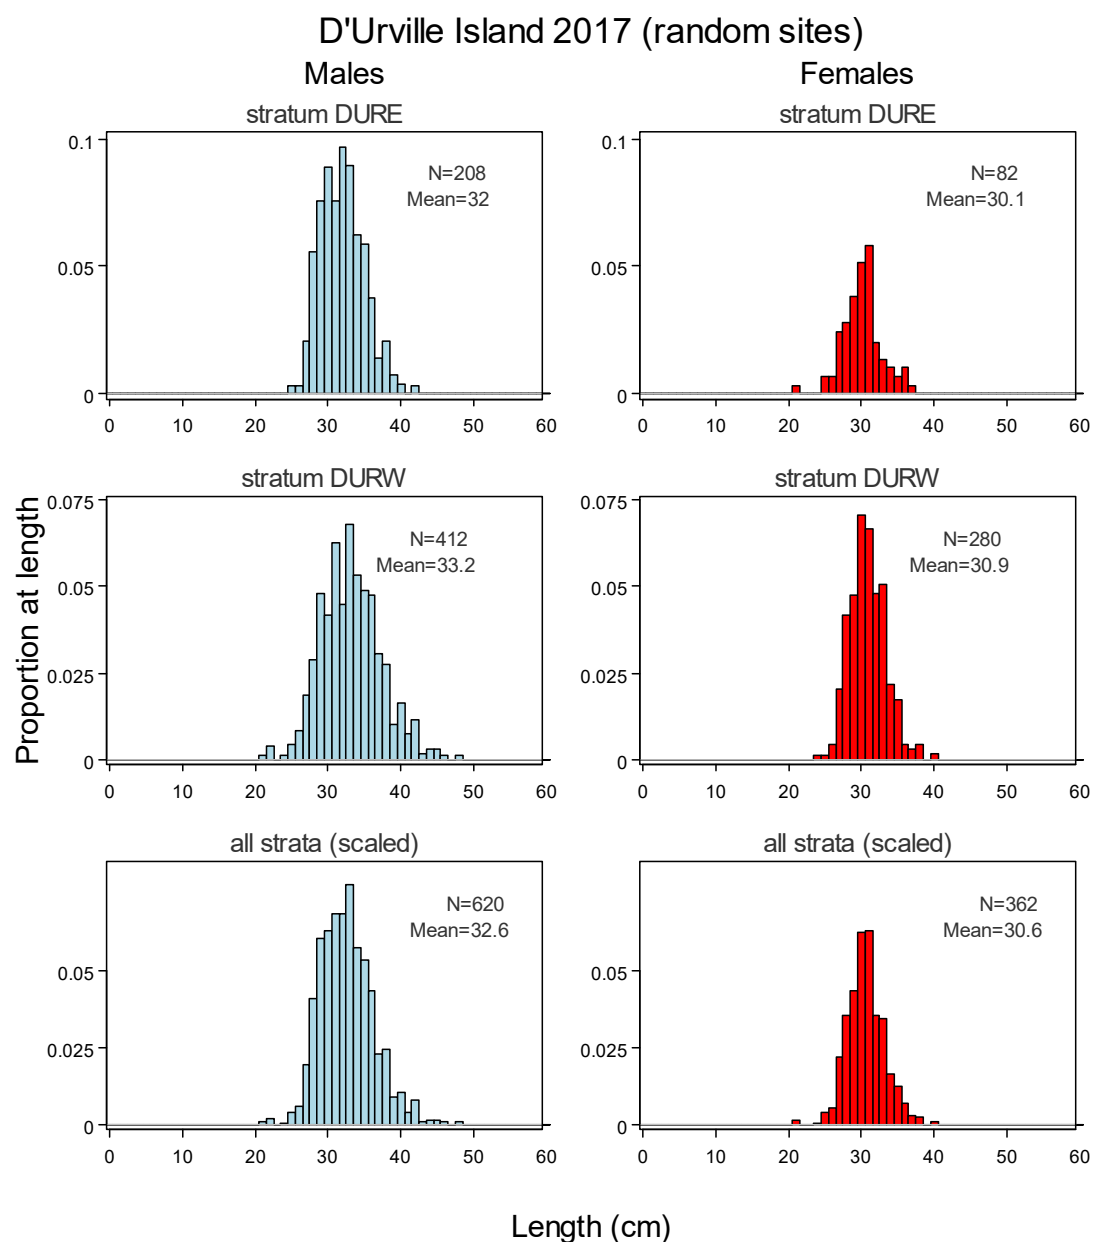 D'Urville Island 2017 (random sites)
Males
Females
stratum DURE
stratum DURE
0.1
0.05
0
N=208
Mean=32
0 10 20 30 40 50 60
0.1
0.05
0
N=82
Mean=30.1
0 10 20 30 40 50 60
stratum DURW
stratum DURW
Proportion at length
0.075
0.05
0.025
0
N=412
Mean=33.2
0 10 20 30 40 50 60
0.075
0.05
0.025
0
N=280
Mean=30.9
0 10 20 30 40 50 60
all strata (scaled)
all strata (scaled)
0.05
0.025
0
N=620
Mean=32.6
0 10 20 30 40 50 60
0.05
0.025
0
N=362
Mean=30.6
0 10 20 30 40 50 60
Length (cm)